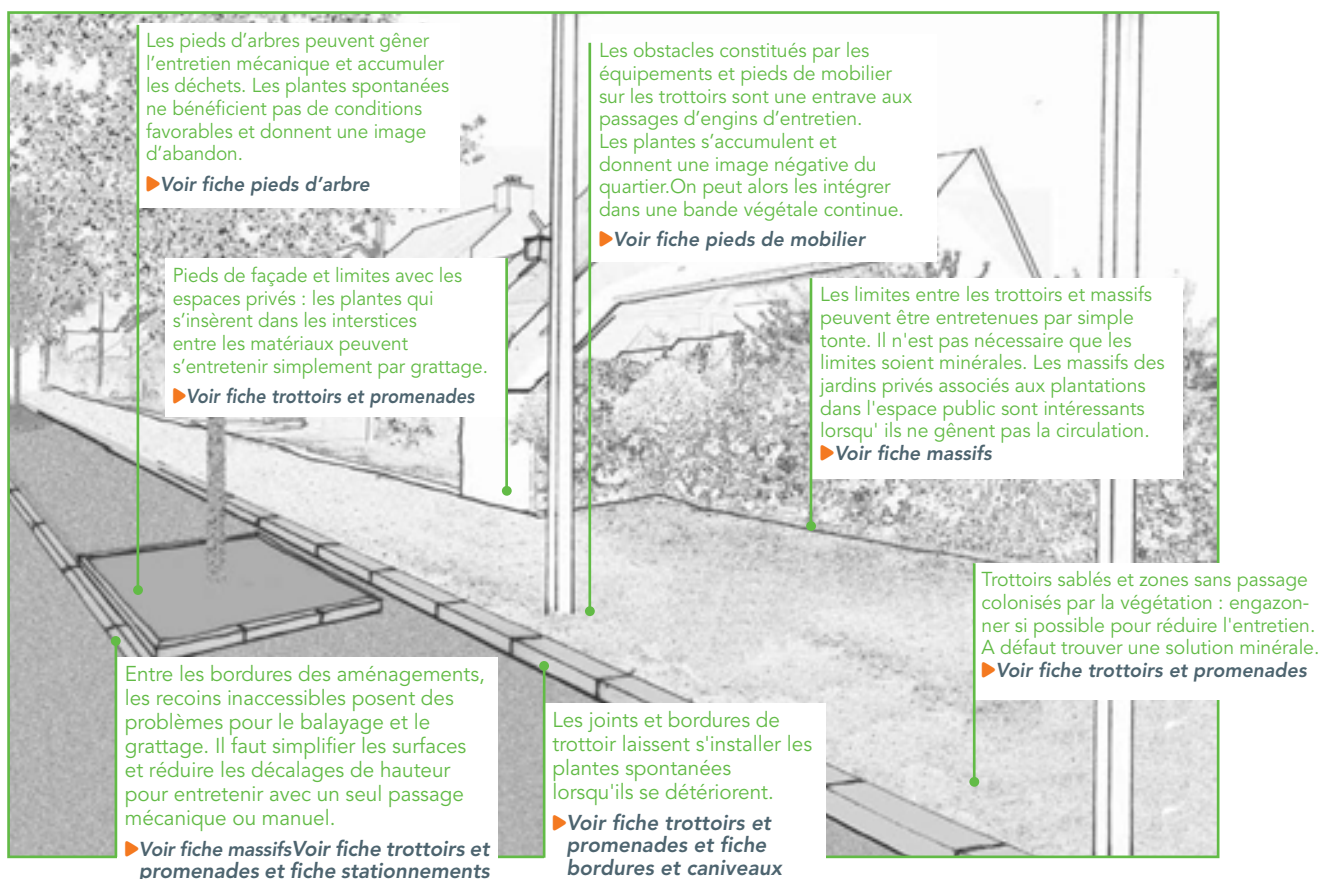 Les pieds d'arbres peuvent gêner
l'entretien mécanique et accumuler
les déchets. Les plantes spontanées
ne bénéficient pas de conditions
favorables et donnent une image
d'abandon.
Voir fiche pieds d'arbre
Les obstacles constitués par les
équipements et pieds de mobilier
sur les trottoirs sont une entrave aux
passages d'engins d'entretien.
Les plantes s'accumulent et
donnent une image négative du
quartier.On peut alors les intégrer
dans une bande végétale continue.
Voir fiche pieds de mobilier
Pieds de façade et limites avec les
espaces privés : les plantes qui
s'insèrent dans les interstices
entre les matériaux peuvent
s'entretenir simplement par grattage.
Voir fiche trottoirs et promenades
Les limites entre les trottoirs et massifs
peuvent être entretenues par simple
tonte. Il n'est pas nécessaire que les
limites soient minérales. Les massifs des
jardins privés associés aux plantations
dans l'espace public sont intéressants
lorsqu' ils ne gênent pas la circulation.
Voir fiche massifs
Trottoirs sablés et zones sans passage
colonisés par la végétation : engazon-
ner si possible pour réduire l'entretien.
A défaut trouver une solution minérale.
Voir fiche trottoirs et promenades
Entre les bordures des aménagements,
les recoins inaccessibles posent des
problèmes pour le balayage et le
grattage. Il faut simplifier les surfaces
et réduire les décalages de hauteur
pour entretenir avec un seul passage
mécanique ou manuel.
Voir fiche massifsVoir fiche trottoirs et
promenades et fiche stationnements
Les joints et bordures de
trottoir laissent s'installer les
plantes spontanées
lorsqu'ils se détériorent.
Voir fiche trottoirs et
promenades et fiche
bordures et caniveaux